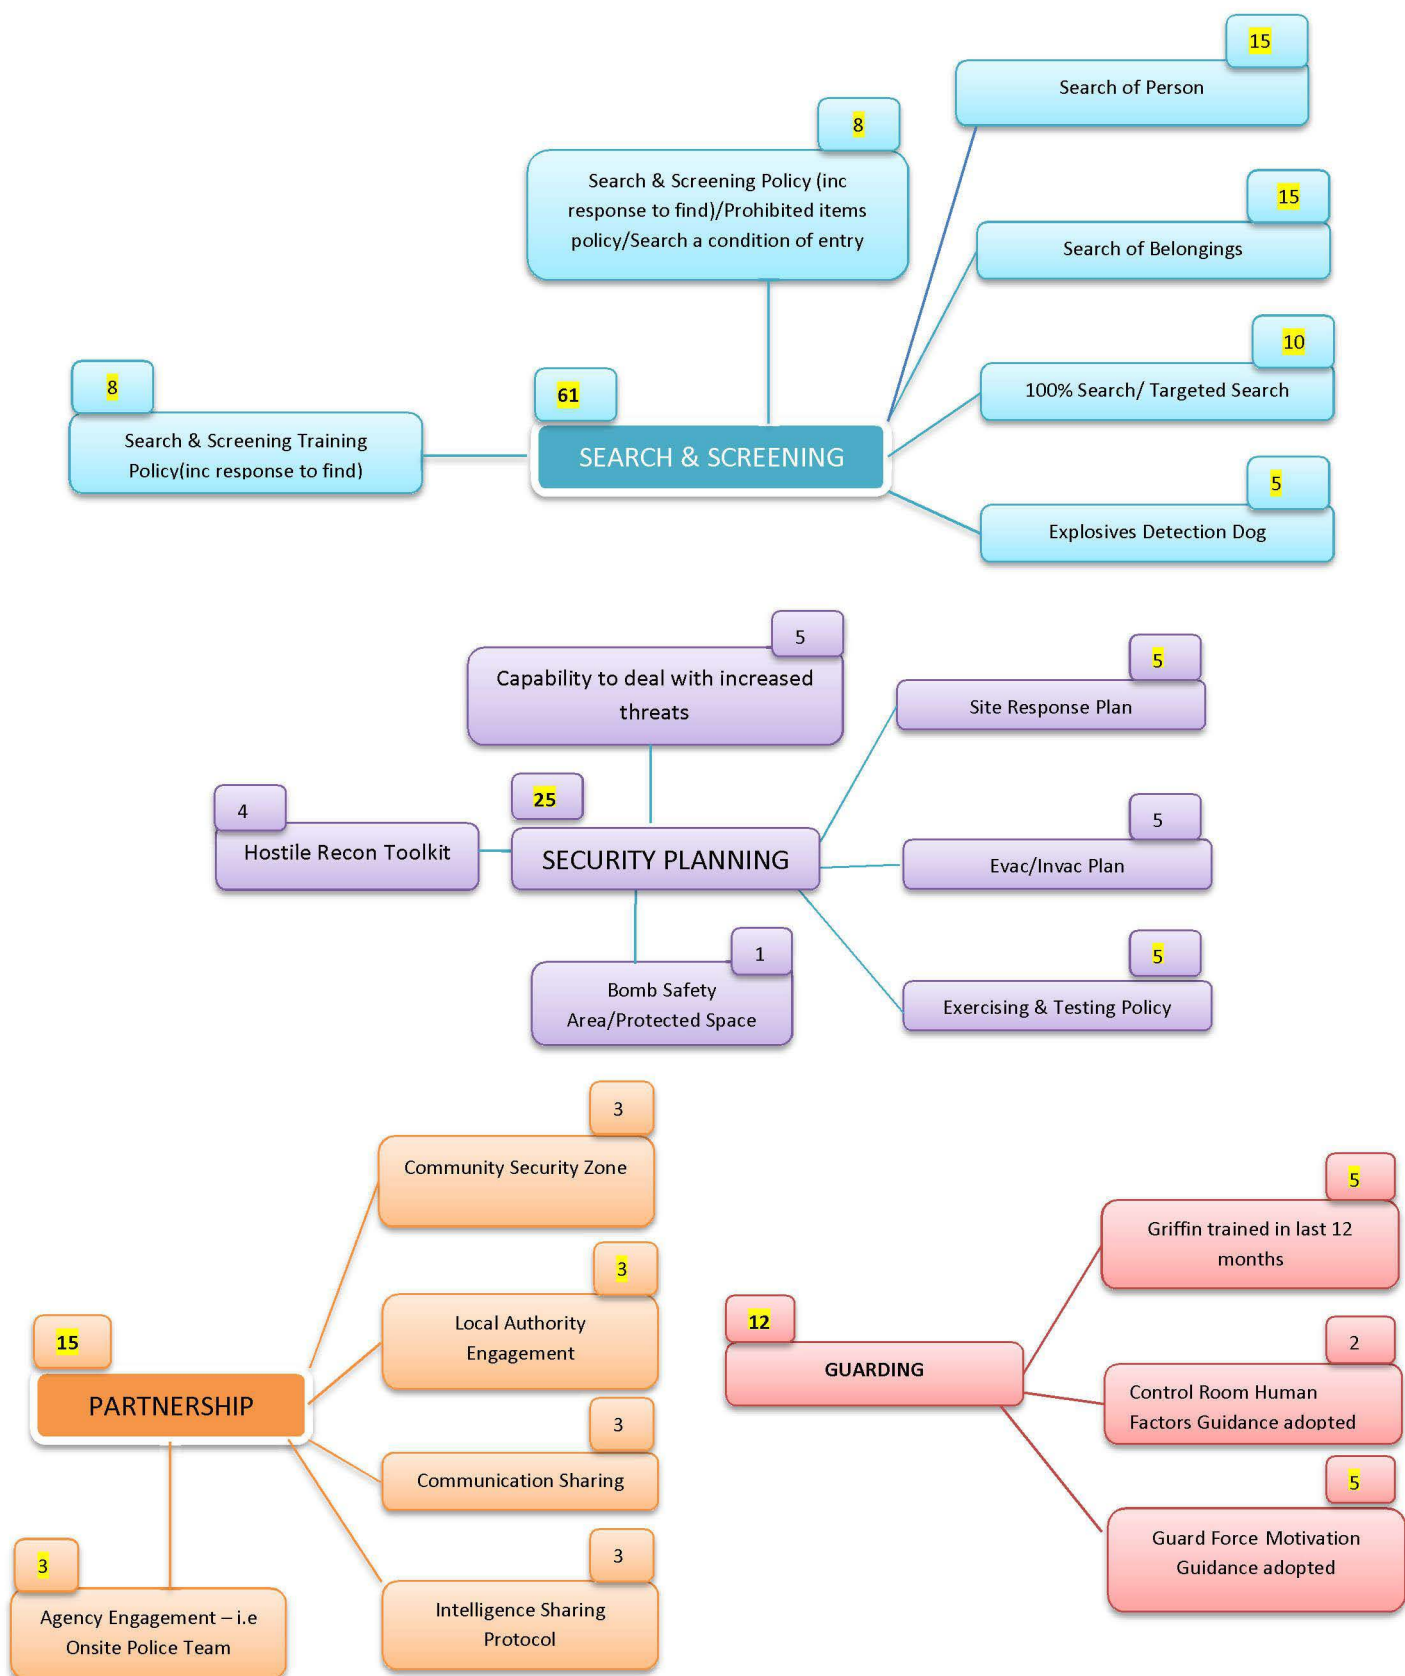 15
Search of Person
8
Search & Screening Policy (inc
response to find)/Prohibited items
policy/Search a condition of entry
15
Search of Belongings
10
100% Search/ Targeted Search
8
Search & Screening Training
Policy(inc response to find)
61
SEARCH & SCREENING
5
Explosives Detection Dog
5
Capability to deal with increased
threats
5
Site Response Plan
4
Hostile Recon Toolkit
25
SECURITY PLANNING
5
Evac/Invac Plan
1
Bomb Safety
Area/Protected Space
5
Exercising & Testing Policy
3
Community Security Zone
3
Local Authority
Engagement
15
PARTNERSHIP
3
Communication Sharing
3
Agency Engagement – i.e
Onsite Police Team
3
Intelligence Sharing
Protocol
5
Griffin trained in last 12
months
12
GUARDING
2
Control Room Human
Factors Guidance adopted
5
Guard Force Motivation
Guidance adopted